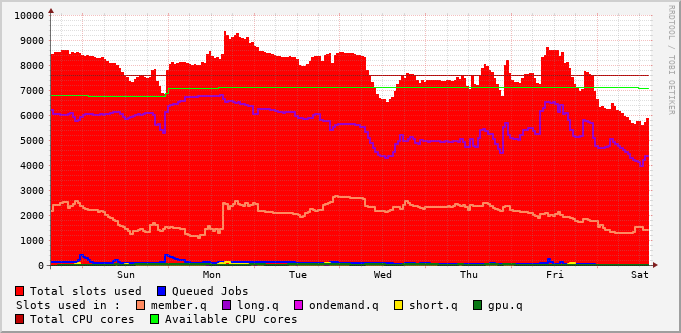 10000
9000
8000
7000
6000
5000
4000
3000
2000
1000
0
Sun Mon Tue Wed Thu Fri Sat
RRDTOOL / TOBI OETIKER
Total slots used Queued Jobs
Slots used in : member.q long.q ondemand.q short.q gpu.q
Total CPU cores Available CPU cores